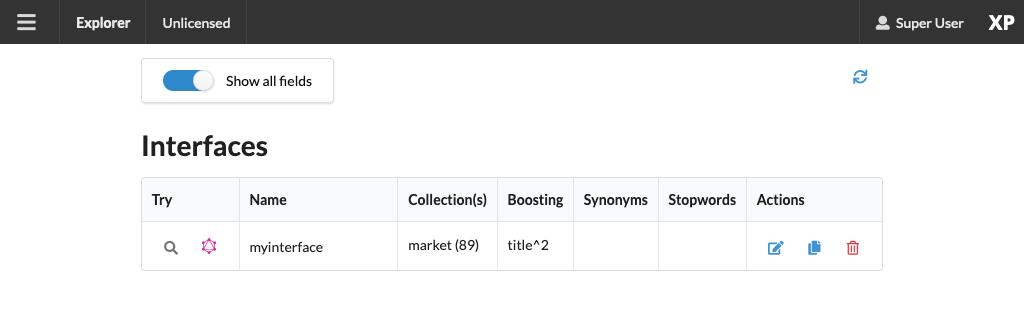 Explorer Unlicensed Super User XP
Show all fields
Interfaces
Try Name Collection(s) Boosting Synonyms Stopwords Actions
myinterface market (89) title^2